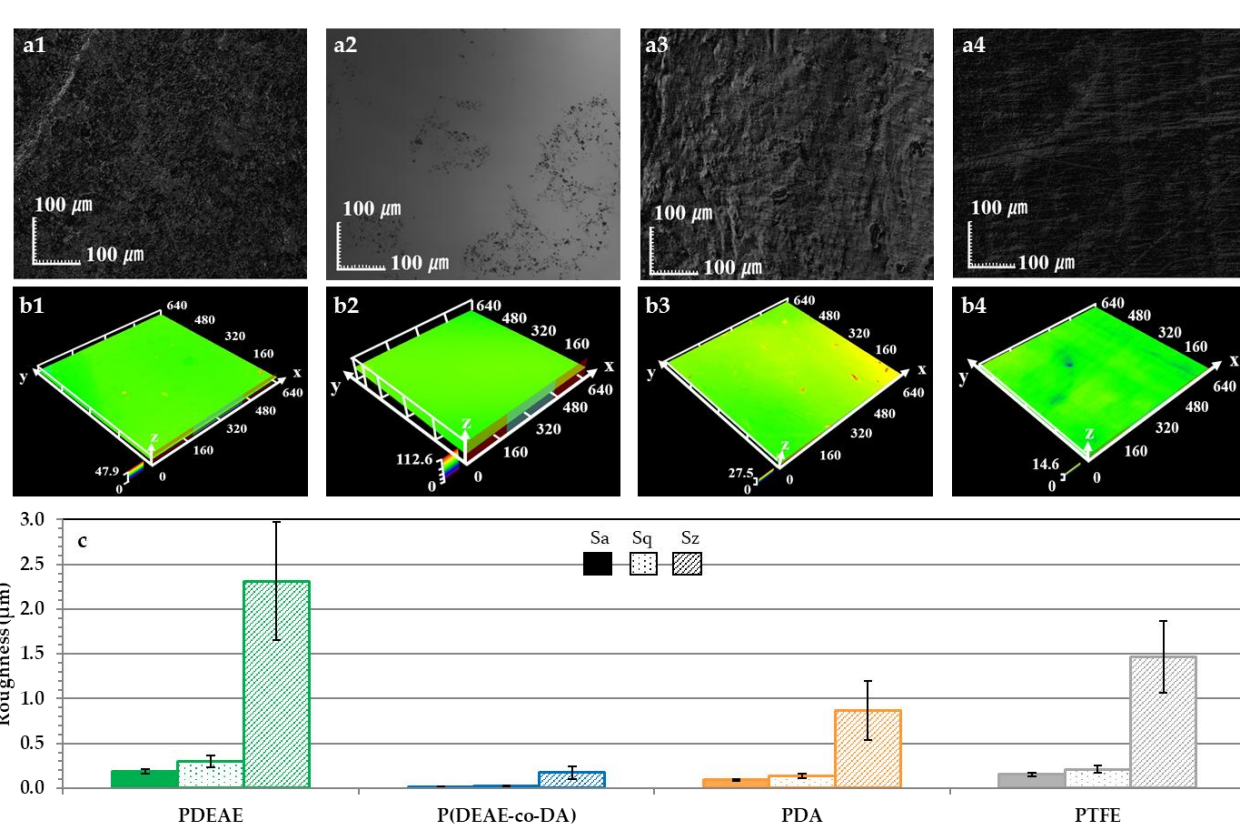 a1
100 μm
100 μm
a2
100 μm
100 μm
a3
100 μm
100 μm
a4
100 μm
100 μm
b1
640
480
320
160
x
y
640
480
320
160
z
0
47.9
0
b2
640
480
320
160
x
y
640
480
320
160
z
0
112.6
0
b3
640
480
320
160
x
y
640
480
320
160
z
0
27.5
0
b4
640
480
320
160
x
y
640
480
320
160
z
0
14.6
0
c
Sa Sq Sz
Roughness (μm)
3.0
2.5
2.0
1.5
1.0
0.5
0.0
PDEAE P(DEAE-co-DA) PDA PTFE